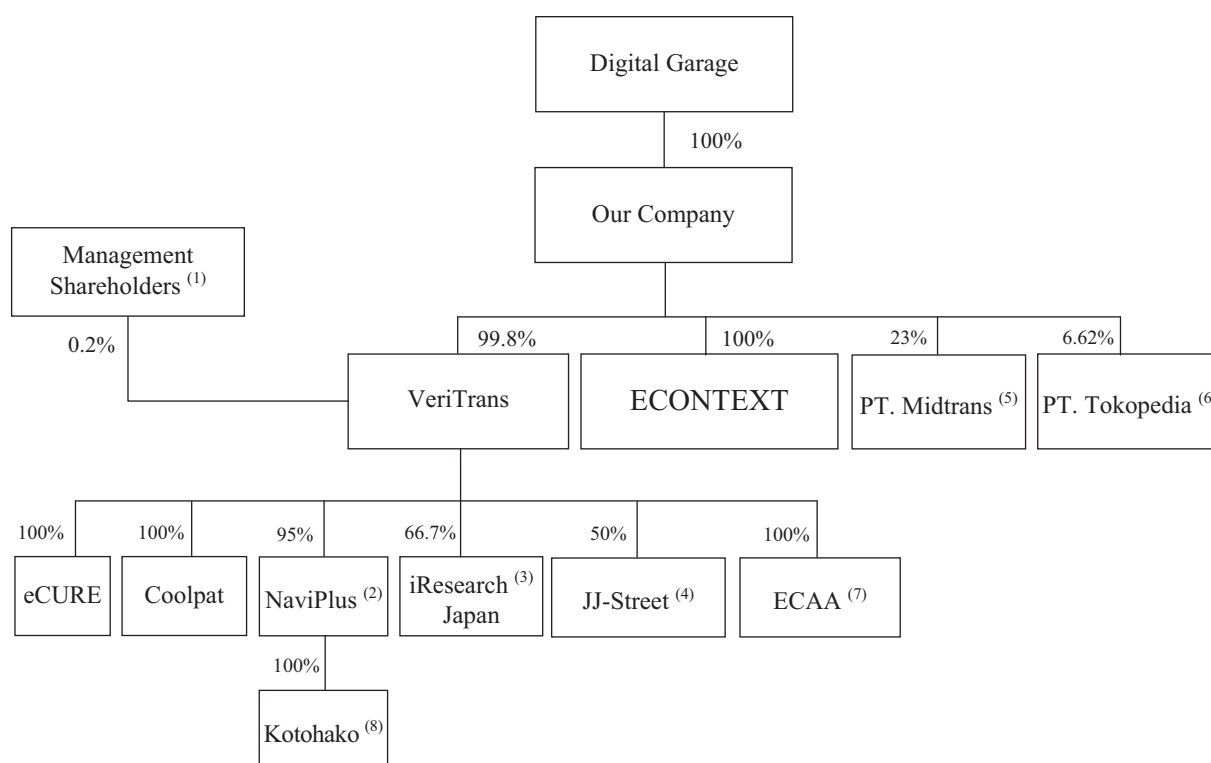 Digital Garage
100%
Our Company
Management
Shareholders (1)
0.2%
99.8%
100%
23%
6.62%
VeriTrans
ECONTEXT
PT. Midtrans (5)
PT. Tokopedia (6
100%
100%
95%
66.7%
50%
100%
eCURE
Coolpat
NaviPlus (2)
iResearch (3)
Japan
JJ-Street (4)
ECAA (7)
100%
Kotohako (8)